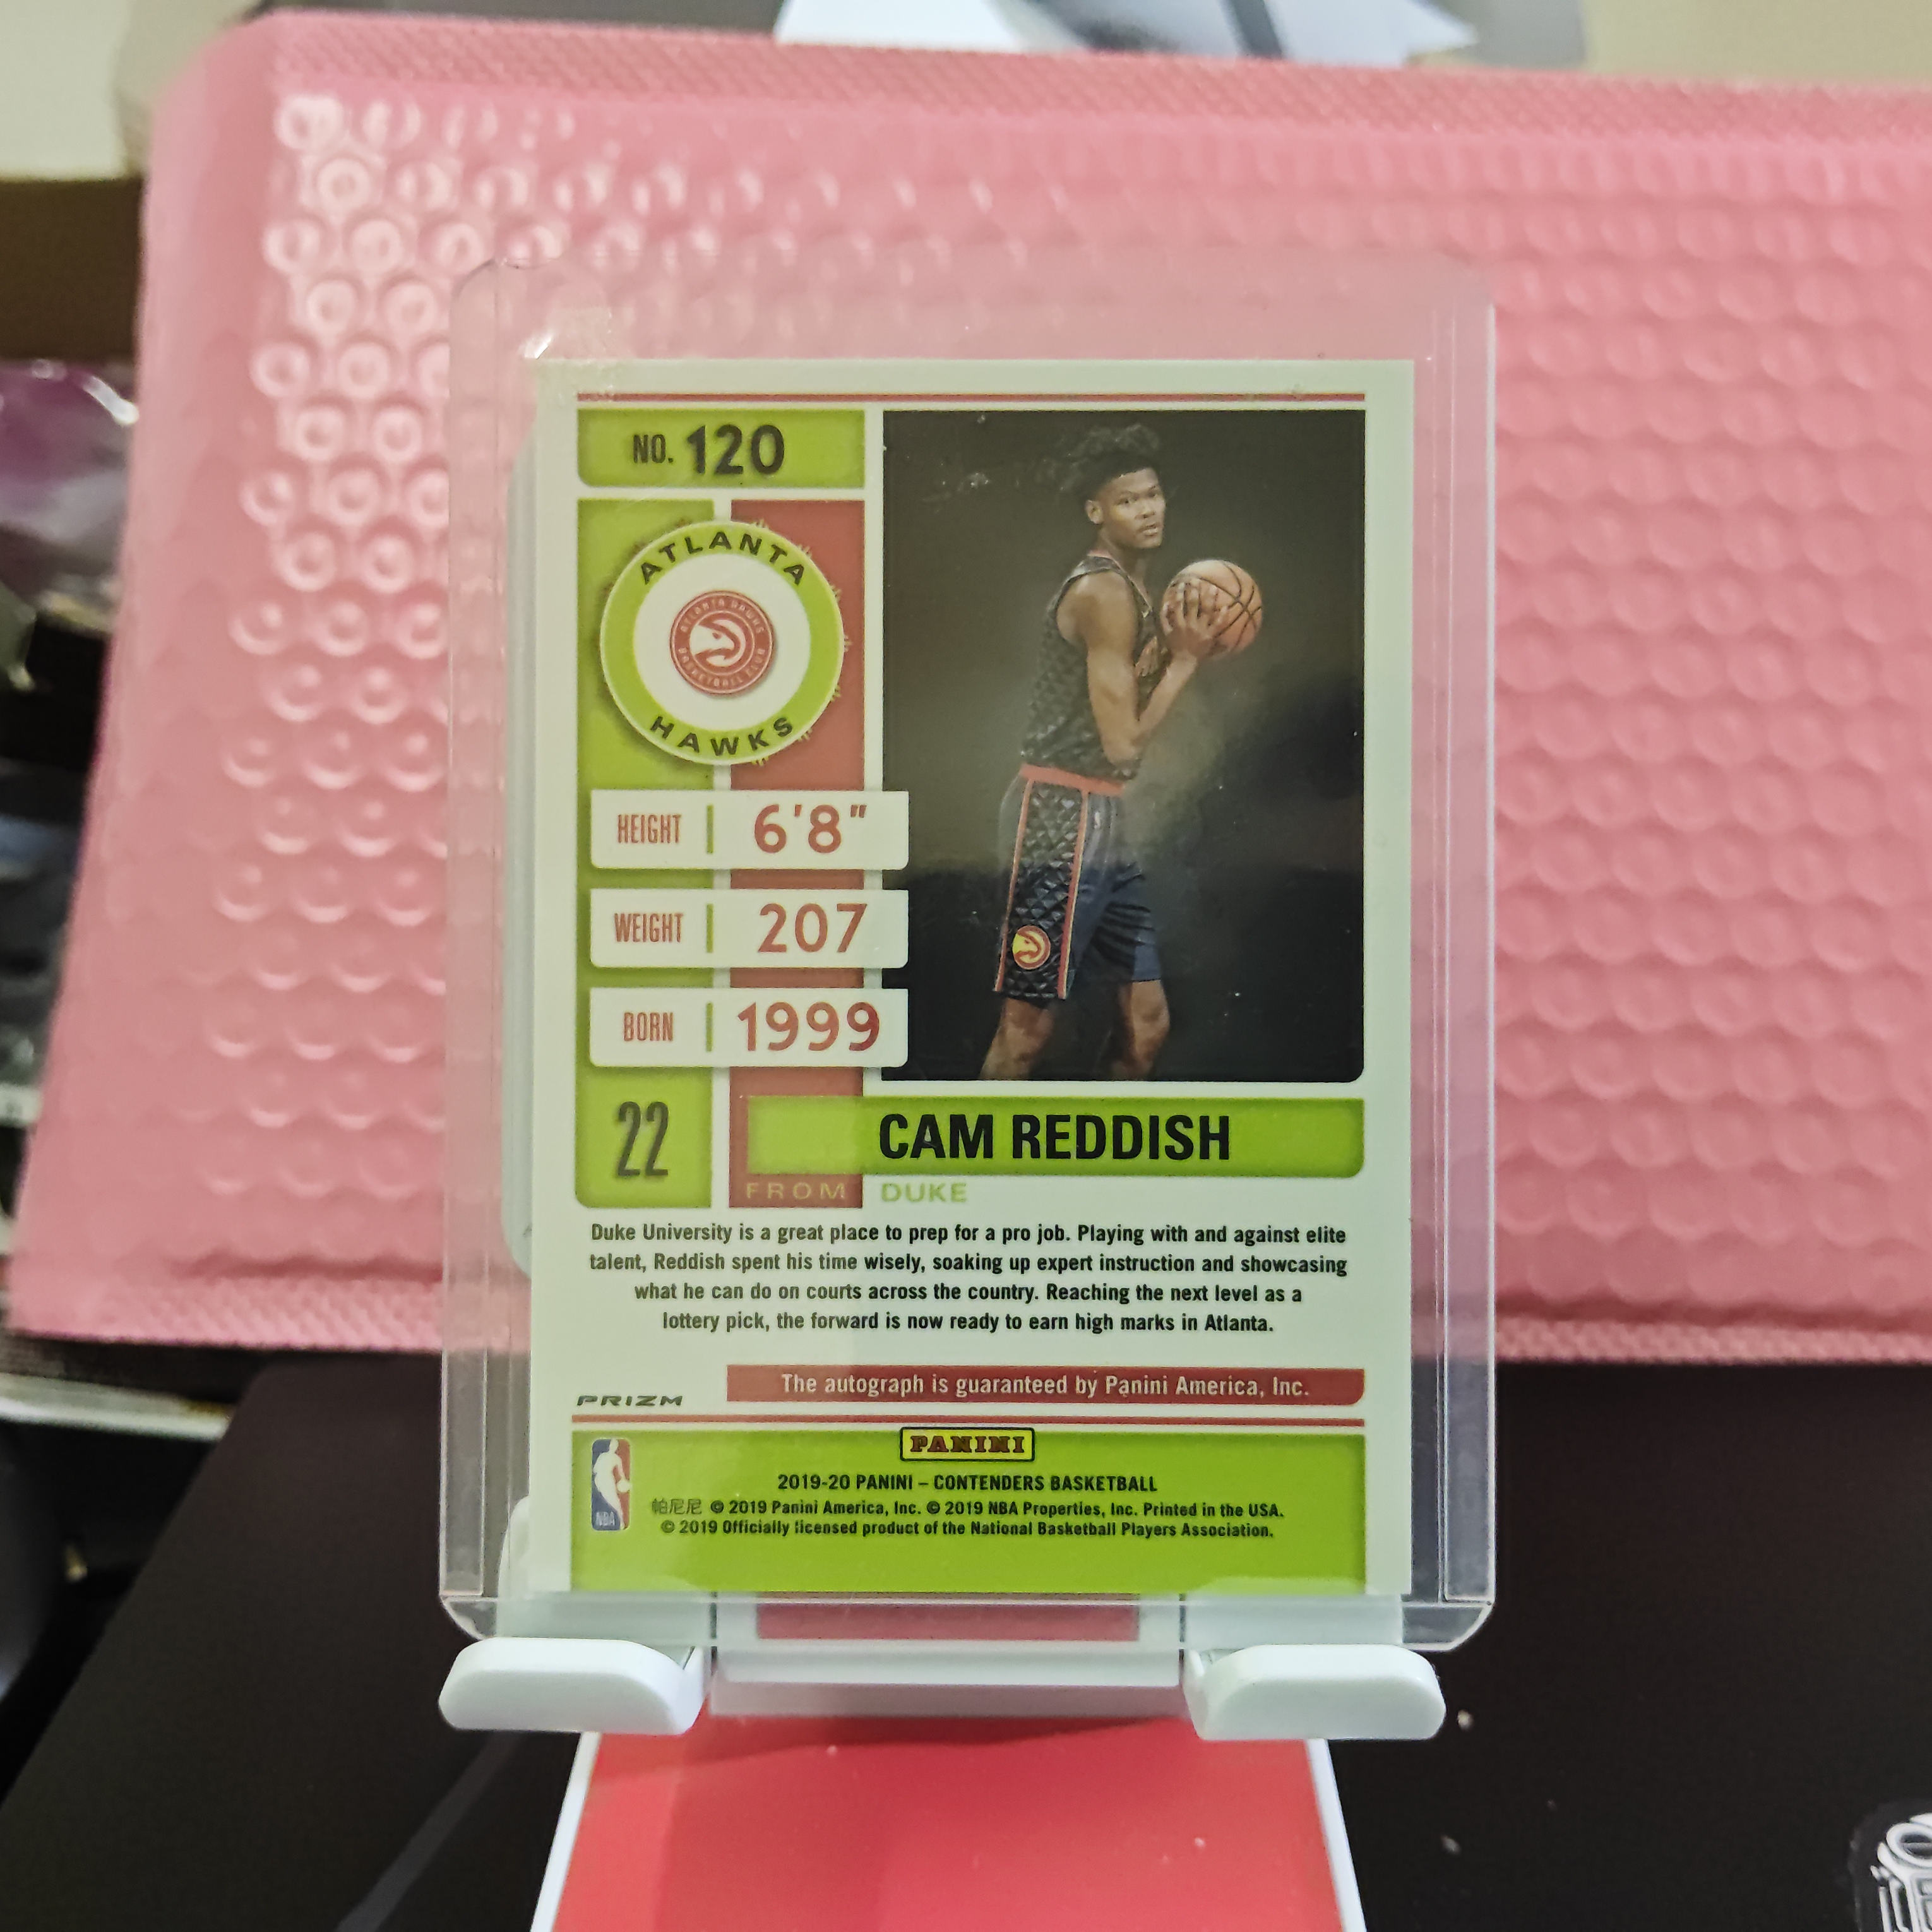 NO. 120
ATLANTA
ATLANTA HAWKS
BASKETBALL CLUB
HAWKS
HEIGHT 6'8"
WEIGHT 207
BORN 1999
22
CAM REDDISH
FROM DUKE
Duke University is a great place to prep for a pro job. Playing with and against elite
talent, Reddish spent his time wisely, soaking up expert instruction and showcasing
what he can do on courts across the country. Reaching the next level as a
lottery pick, the forward is now ready to earn high marks in Atlanta.
The autograph is guaranteed by Panini America, Inc.
PRIZM
PANINI
NBA
2019-20 PANINI – CONTENDERS BASKETBALL
帕尼尼 © 2019 Panini America, Inc. © 2019 NBA Properties, Inc. Printed in the USA.
© 2019 Officially licensed product of the National Basketball Players Association.